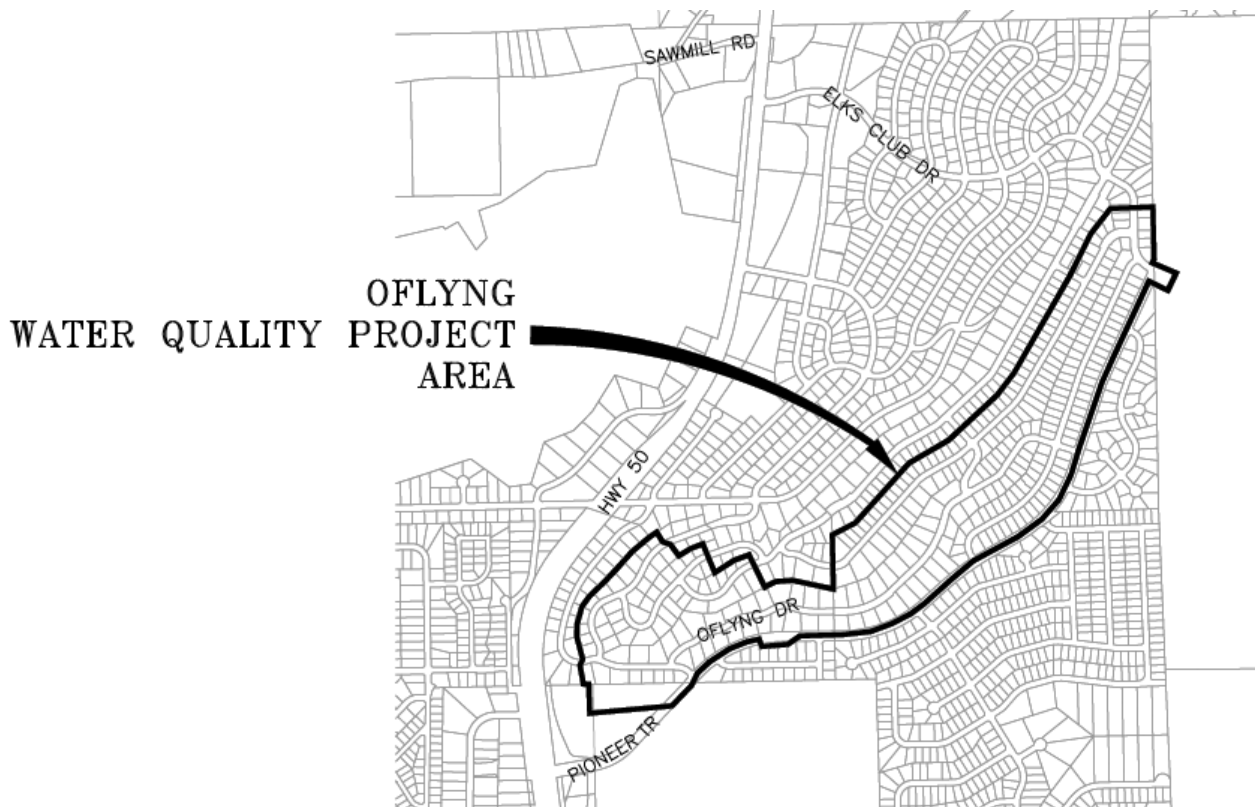 SAWMILL RD
ELKS CLUB DR
OFLYNG
WATER QUALITY PROJECT
AREA
HWY 50
OFLYNG DR
PIONEER TR